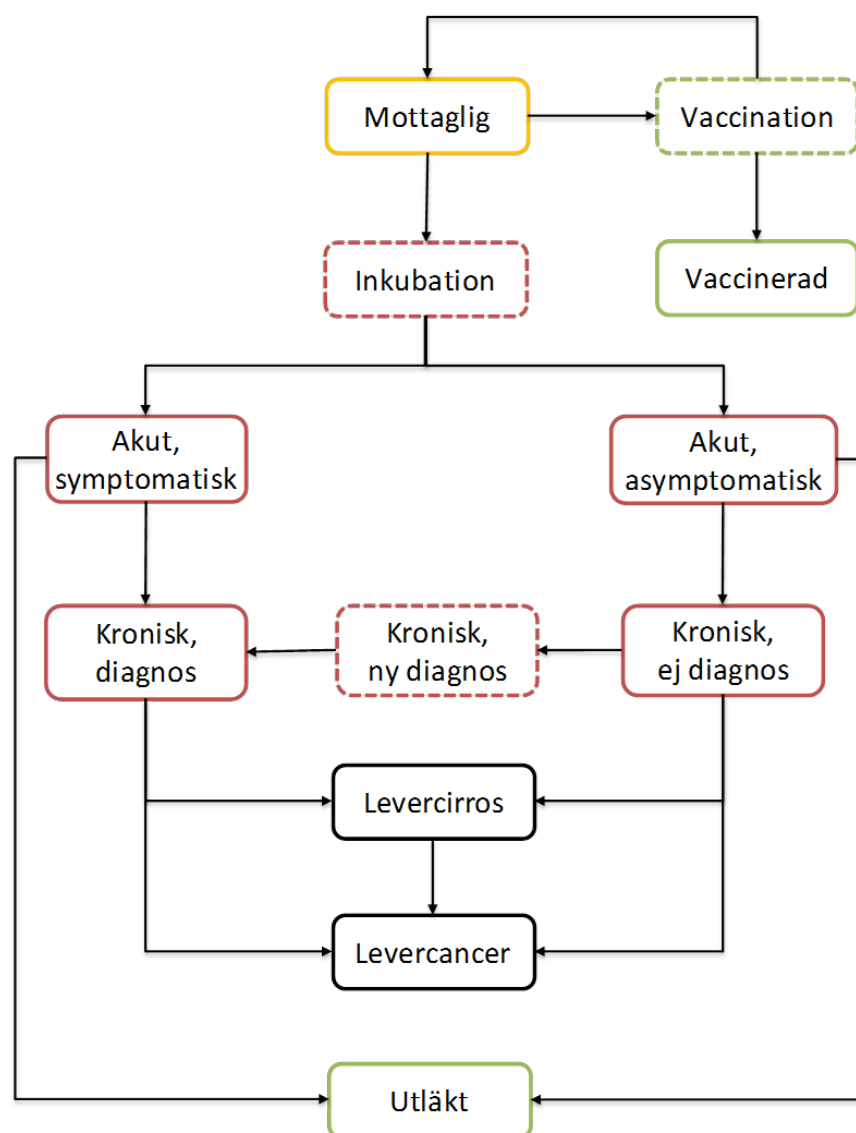 Mottaglig
Vaccination
Inkubation
Vaccinerad
Akut,
symptomatisk
Akut,
asymptomatisk
Kronisk,
diagnos
Kronisk,
ny diagnos
Kronisk,
ej diagnos
Levercirros
Levercancer
Utläkt